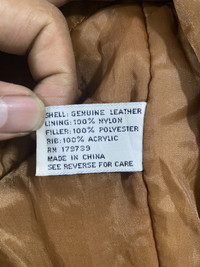 SHELL: GENUINE LEATHER
LINING:100% NYLON
FILLER:100% POLYESTER
RIB:100% ACRYLIC
RN 179739
MADE IN CHINA
SEE REVERSE FOR CARE